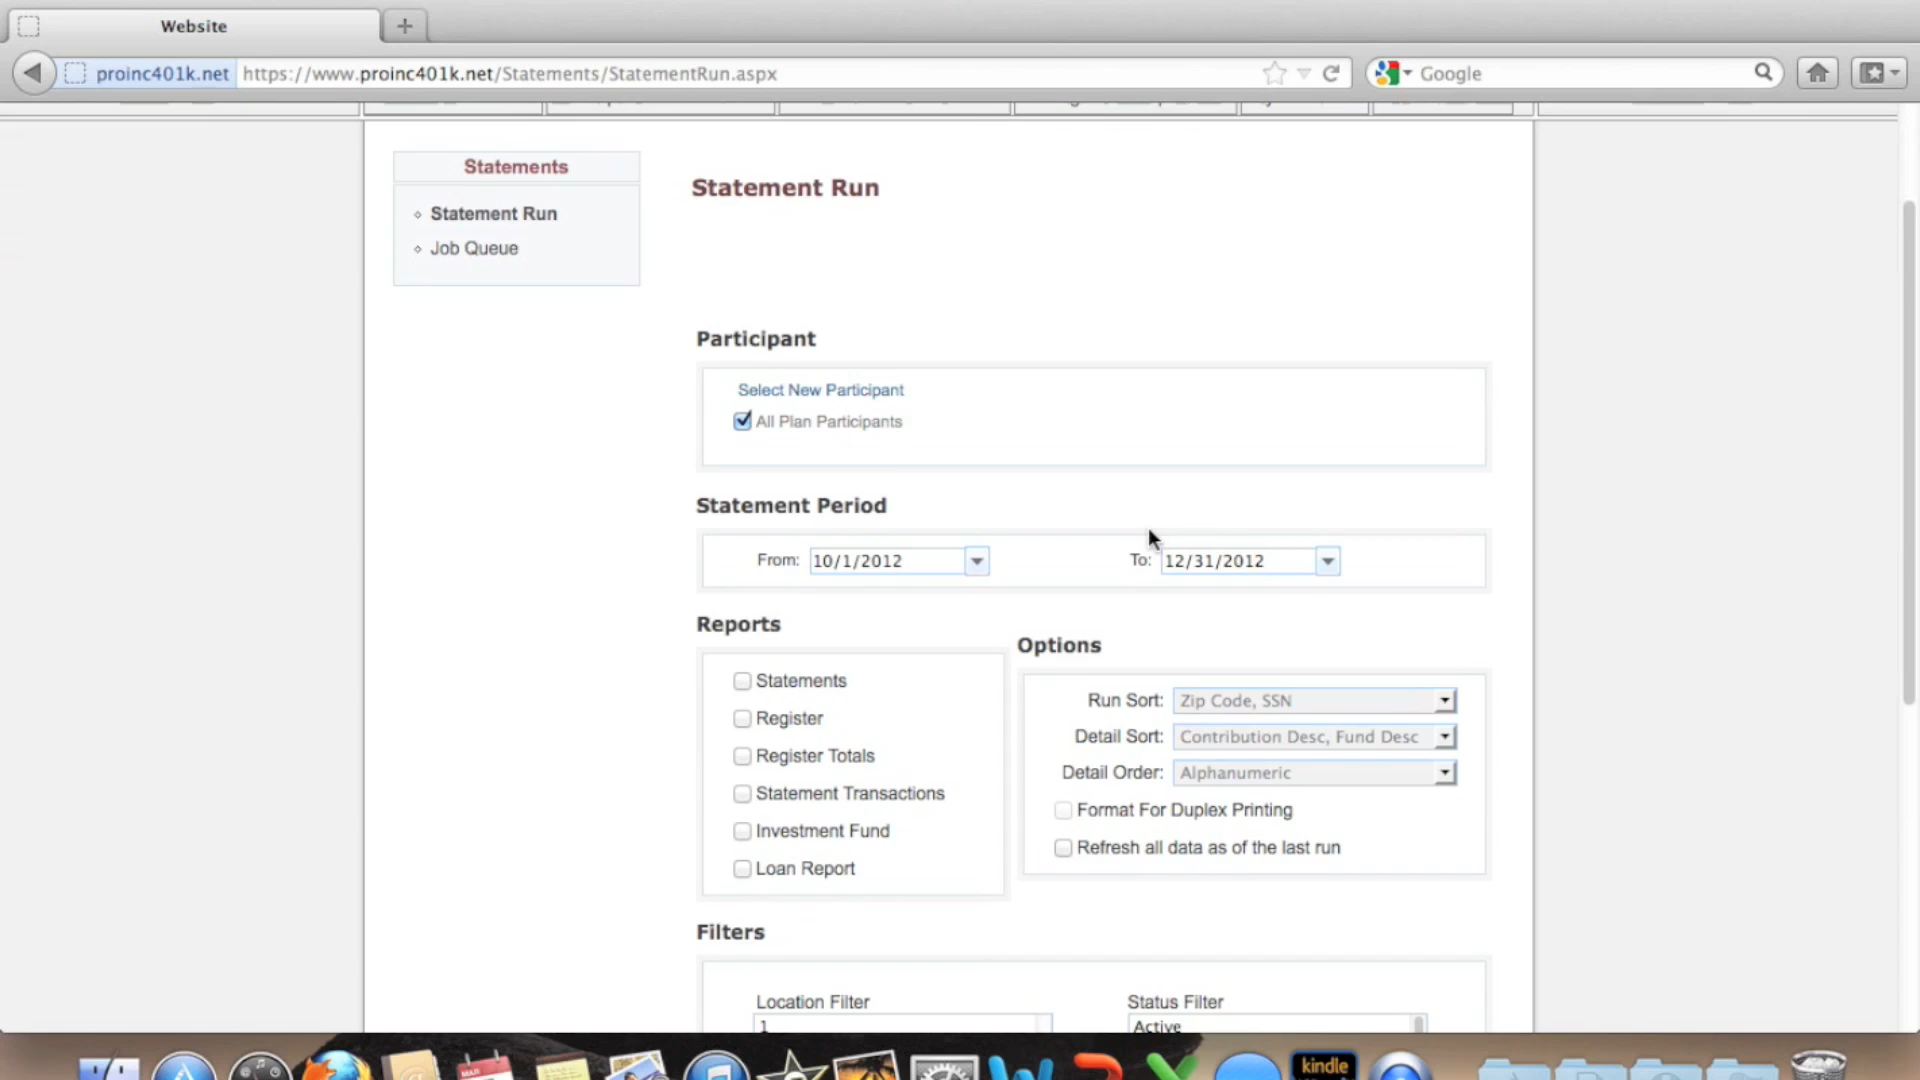 Website
proinc401k.net https://www.proinc401k.net/Statements/StatementRun.aspx Google
Statements
Statement Run
Job Queue
Statement Run
Participant
Select New Participant
All Plan Participants
Statement Period
From: 10/1/2012 To: 12/31/2012
Reports
Statements
Register
Register Totals
Statement Transactions
Investment Fund
Loan Report
Options
Run Sort: Zip Code, SSN
Detail Sort: Contribution Desc, Fund Desc
Detail Order: Alphanumeric
Format For Duplex Printing
Refresh all data as of the last run
Filters
Location Filter
1
Status Filter
Active
MAR
kindle